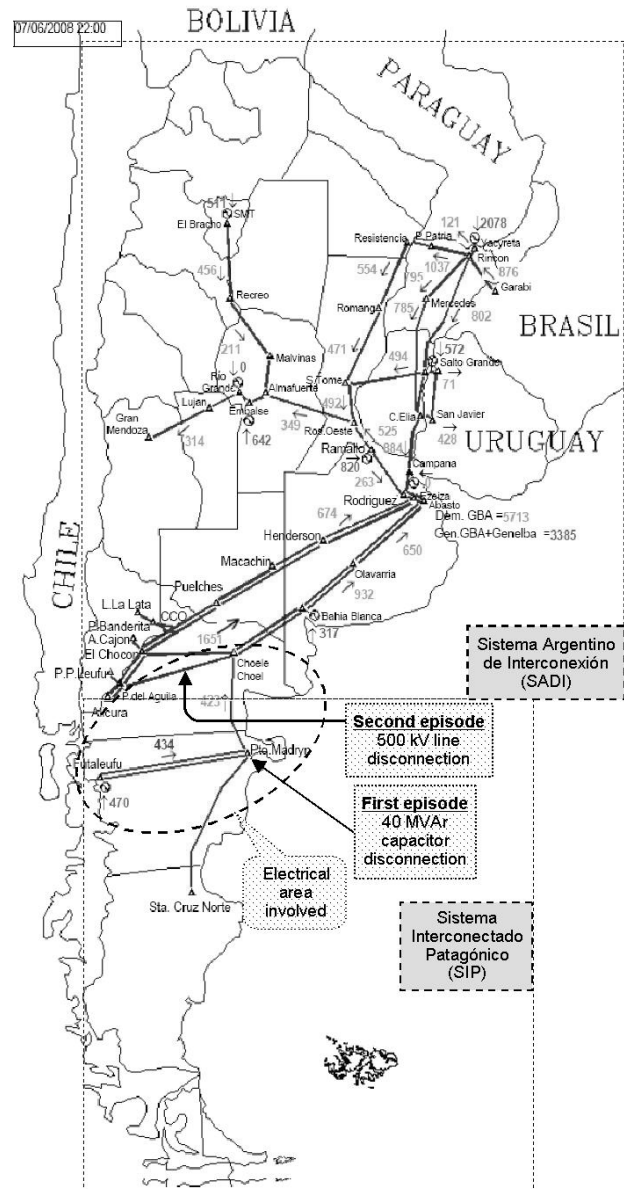 BOLIVIA
07/06/2008 22:00
PARAGUAY
511
SMT
El Bracho
121
2078
P.Patria
Yacyreta
Resistencia
Rincon
1037
876
554
795
456
Garabi
Recreo
Mercedes
785
Romang
802
BRASIL
211
471
494
572
Malvinas
Salto Grande
Río
0
S.Tome
71
Grande
Almafuerte
Lujan
492
C.Elia
San Javier
Embalse
Gran
349
Ros.Oeste
525
884
428
URUGUAY
Mendoza
314
642
Ramallo
Campana
820
263
Rodriguez
Ezeiza
Abasto
674
Dem. GBA =5713
Gen.GBA+Genelba =3385
Henderson
650
CHILE
Macachin
Olavarria
Puelches
932
L.La Lata
CCO
P.Banderita
Bahia Blanca
A.Cajon
1651
317
El Chocon
Choele
Choel
P.P.Leufu
P.del Aguila
Alicura
423
Sistema Argentino
de Interconexión
(SADI)
Second episode
500 kV line
disconnection
434
Pto.Madryn
Futaleufu
470
First episode
40 MVAr
capacitor
disconnection
Electrical
area
involved
Sta. Cruz Norte
Sistema
Interconectado
Patagónico
(SIP)